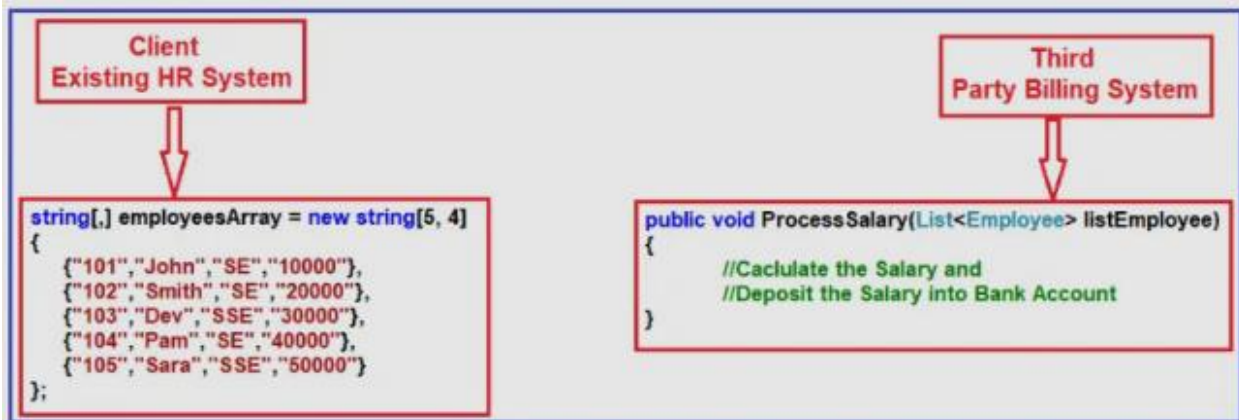 Client
Existing HR System
Third
Party Billing System
string[,] employeesArray = new string[5, 4]
{
{"101","John","SE","10000"},
{"102","Smith","SE","20000"},
{"103","Dev","SSE","30000"},
{"104","Pam","SE","40000"},
{"105","Sara","SSE","50000"}
};
public void ProcessSalary(List<Employee> listEmployee)
{
//Caclulate the Salary and
//Deposit the Salary into Bank Account
}